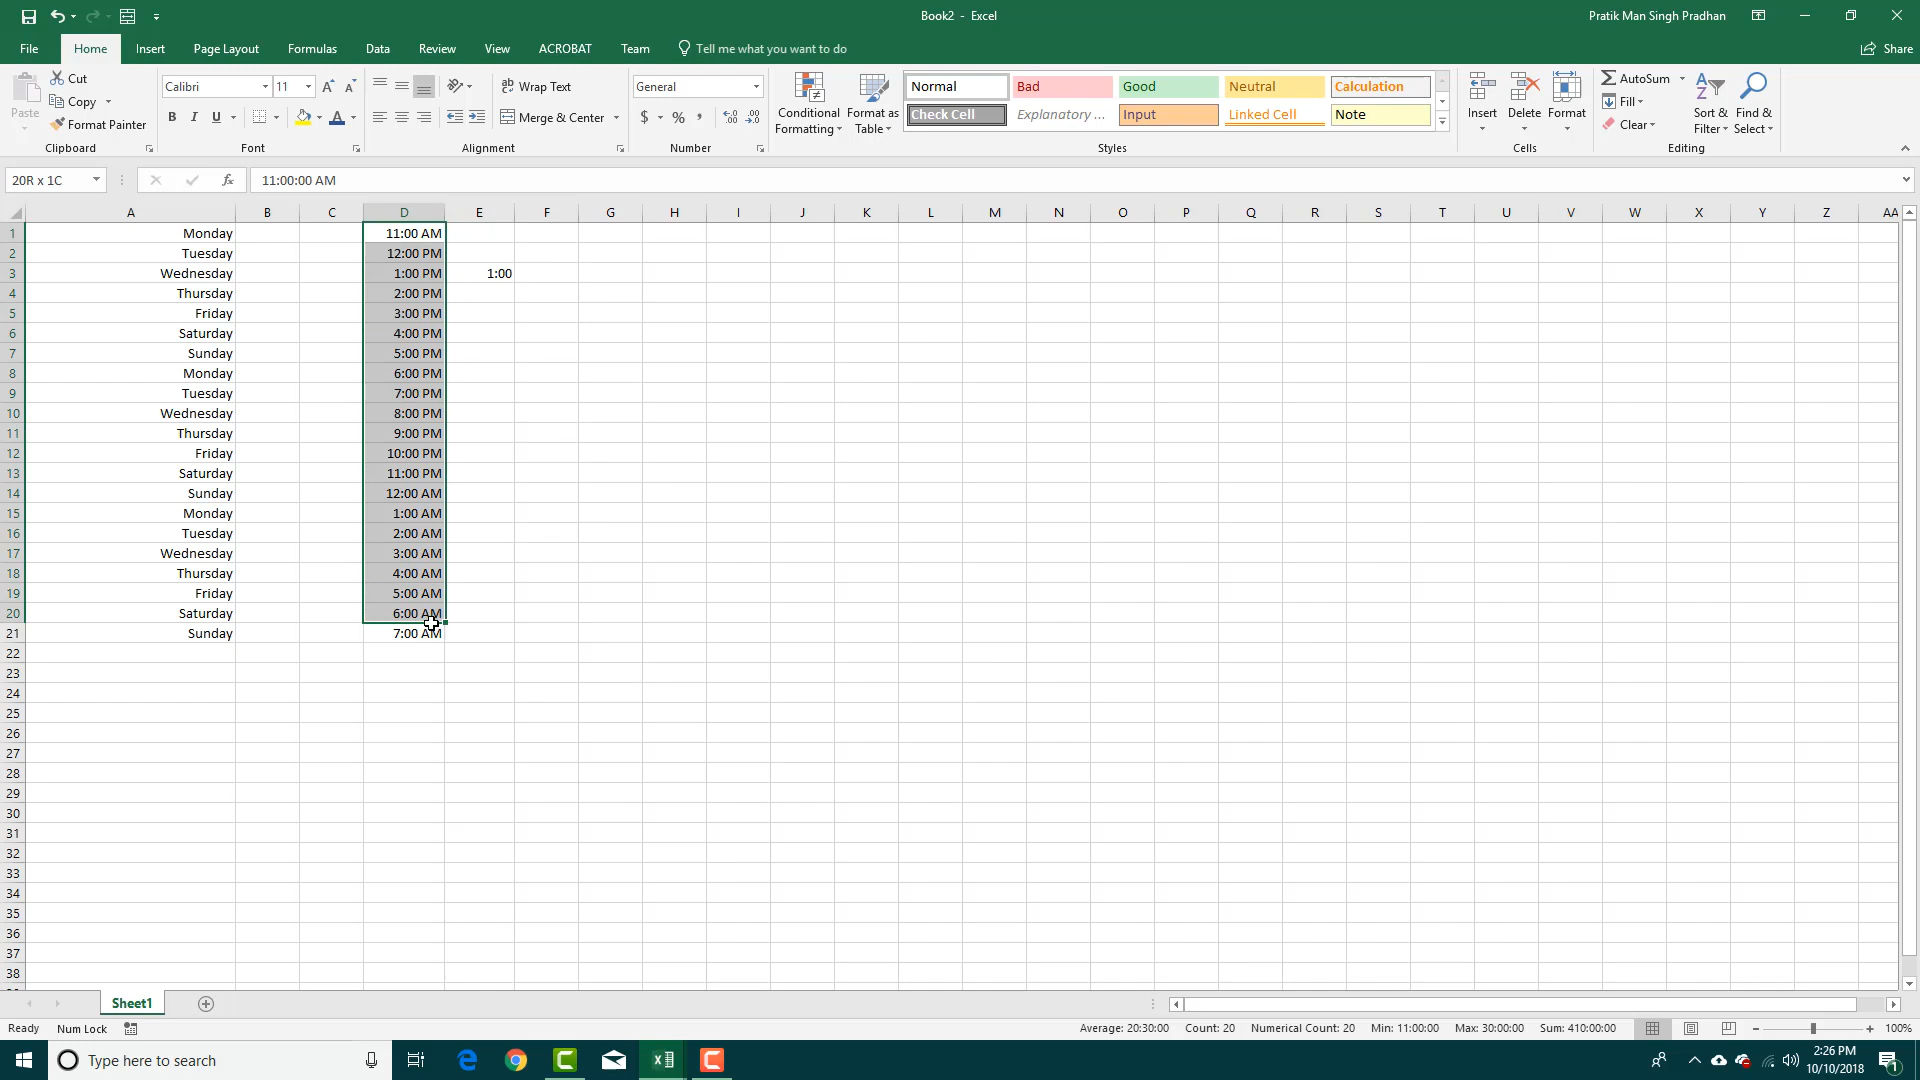 Book2 - Excel
Pratik Man Singh Pradhan
File Home Insert Page Layout Formulas Data Review View ACROBAT Team Tell me what you want to do Share
Paste
Cut
Copy
Format Painter
Clipboard
Calibri 11 A A
B I U A
Font
Wrap Text
Merge & Center
Alignment
General
$ % ,
Number
Conditional Formatting
Format as Table
Normal Bad Good Neutral Calculation
Check Cell Explanatory ... Input Linked Cell Note
Styles
Insert Delete Format
Cells
AutoSum
Fill
Clear
Sort & Filter
Find & Select
Editing
20R x 1C fx 11:00:00 AM
A B C D E F G H I J K L M N O P Q R S T U V W X Y Z AA
1 Monday 11:00 AM
2 Tuesday 12:00 PM
3 Wednesday 1:00 PM 1:00
4 Thursday 2:00 PM
5 Friday 3:00 PM
6 Saturday 4:00 PM
7 Sunday 5:00 PM
8 Monday 6:00 PM
9 Tuesday 7:00 PM
10 Wednesday 8:00 PM
11 Thursday 9:00 PM
12 Friday 10:00 PM
13 Saturday 11:00 PM
14 Sunday 12:00 AM
15 Monday 1:00 AM
16 Tuesday 2:00 AM
17 Wednesday 3:00 AM
18 Thursday 4:00 AM
19 Friday 5:00 AM
20 Saturday 6:00 AM
21 Sunday 7:00 AM
22
23
24
25
26
27
28
29
30
31
32
33
34
35
36
37
38
Sheet1
Ready Num Lock Average: 20:30:00 Count: 20 Numerical Count: 20 Min: 11:00:00 Max: 30:00:00 Sum: 410:00:00 100%
Type here to search
2:26 PM
10/10/2018
1